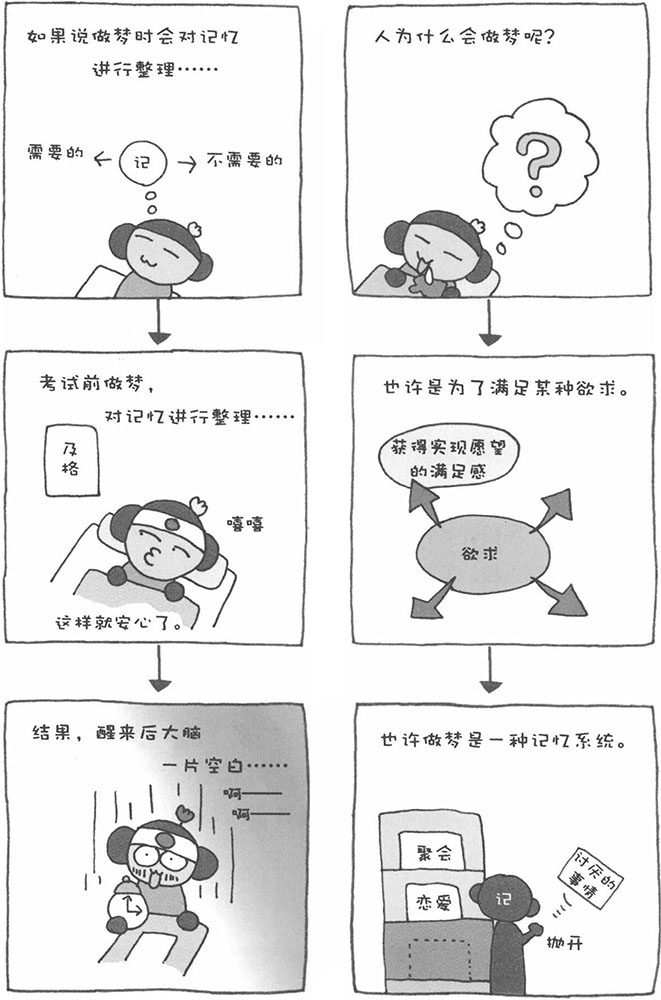 人为什么会做梦呢?
?
也许是为了满足某种欲求。
获得实现愿望
的满足感
欲求
也许做梦是一种记忆系统。
聚会
恋爱
记
讨厌的
事情
抛开
如果说做梦时会对记忆
进行整理……
需要的
记
不需要的
考试前做梦，
对记忆进行整理……
及格
嘻嘻
这样就安心了。
结果，醒来后大脑
一片空白……
啊——
啊——